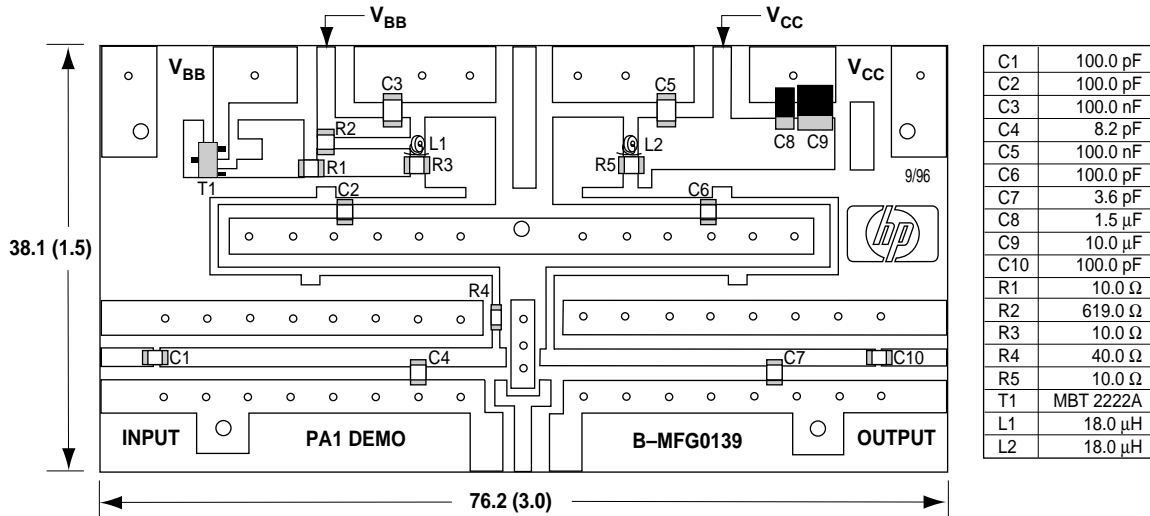 V_BB
V_CC
V_BB
C3
C5
V_CC
R2
L1
L2
C8
C9
R1
R3
R5
T1
9/96
C2
C6
hp
38.1 (1.5)
R4
C1
C4
C7
C10
INPUT
PA1 DEMO
B–MFG0139
OUTPUT
76.2 (3.0)
C1 100.0 pF
C2 100.0 pF
C3 100.0 nF
C4 8.2 pF
C5 100.0 nF
C6 100.0 pF
C7 3.6 pF
C8 1.5 µF
C9 10.0 µF
C10 100.0 pF
R1 10.0 Ω
R2 619.0 Ω
R3 10.0 Ω
R4 40.0 Ω
R5 10.0 Ω
T1 MBT 2222A
L1 18.0 µH
L2 18.0 µH